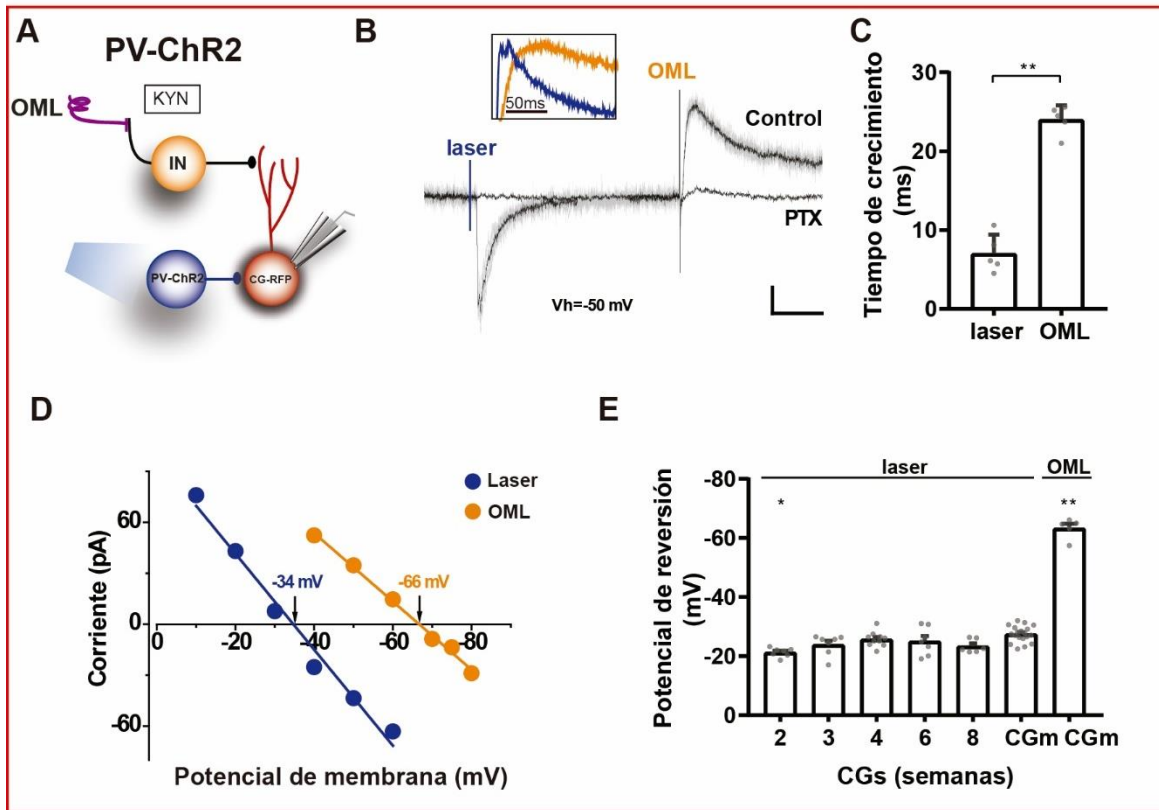 A
PV-ChR2
OML
KYN
IN
PV-ChR2
CG-RFP
B
50ms
OML
laser
Control
PTX
Vh=-50 mV
C
**
Tiempo de crecimiento
(ms)
30
20
10
0
laser
OML
D
Laser
OML
Corriente (pA)
60
0
-60
-34 mV
-66 mV
0
-20
-40
-60
-80
Potencial de membrana (mV)
E
laser
OML
*
**
Potencial de reversión
(mV)
-80
-60
-40
-20
0
2 3 4 6 8 CGm CGm
CGs (semanas)